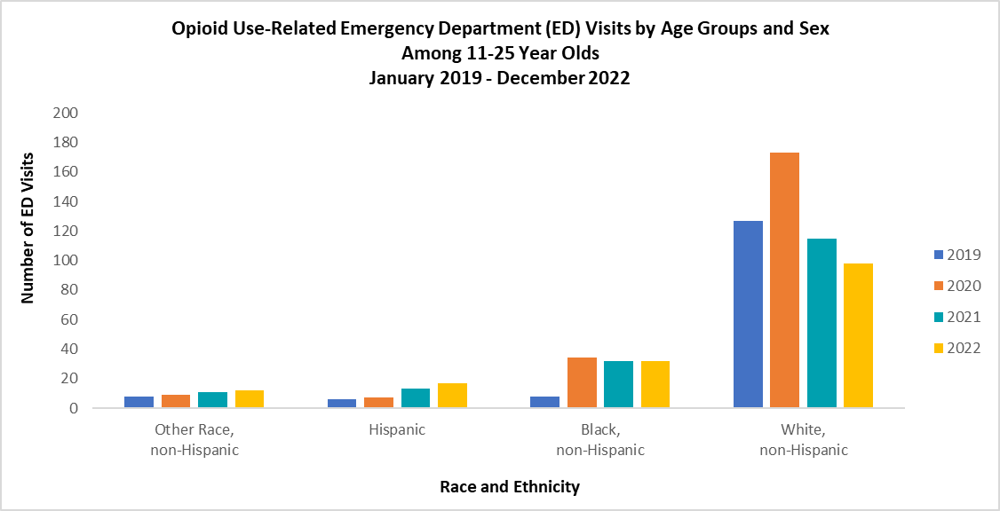 Opioid Use-Related Emergency Department (ED) Visits by Age Groups and Sex
Among 11-25 Year Olds
January 2019 - December 2022
Number of ED Visits
200
180
160
140
120
100
80
60
40
20
0
2019
2020
2021
2022
Other Race,
non-Hispanic
Hispanic
Black,
non-Hispanic
White,
non-Hispanic
Race and Ethnicity